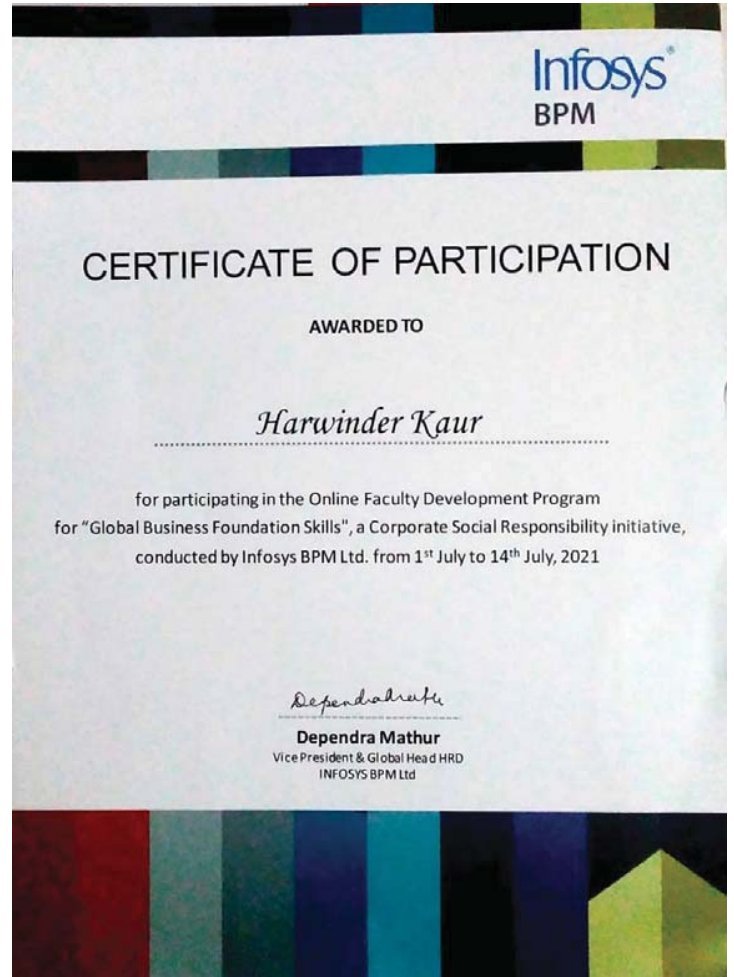 Infosys®
BPM
CERTIFICATE OF PARTICIPATION
AWARDED TO
Harwinder Kaur
for participating in the Online Faculty Development Program
for “Global Business Foundation Skills", a Corporate Social Responsibility initiative,
conducted by Infosys BPM Ltd. from 1st July to 14th July, 2021
Dependra Mathur
Vice President & Global Head HRD
INFOSYS BPM Ltd